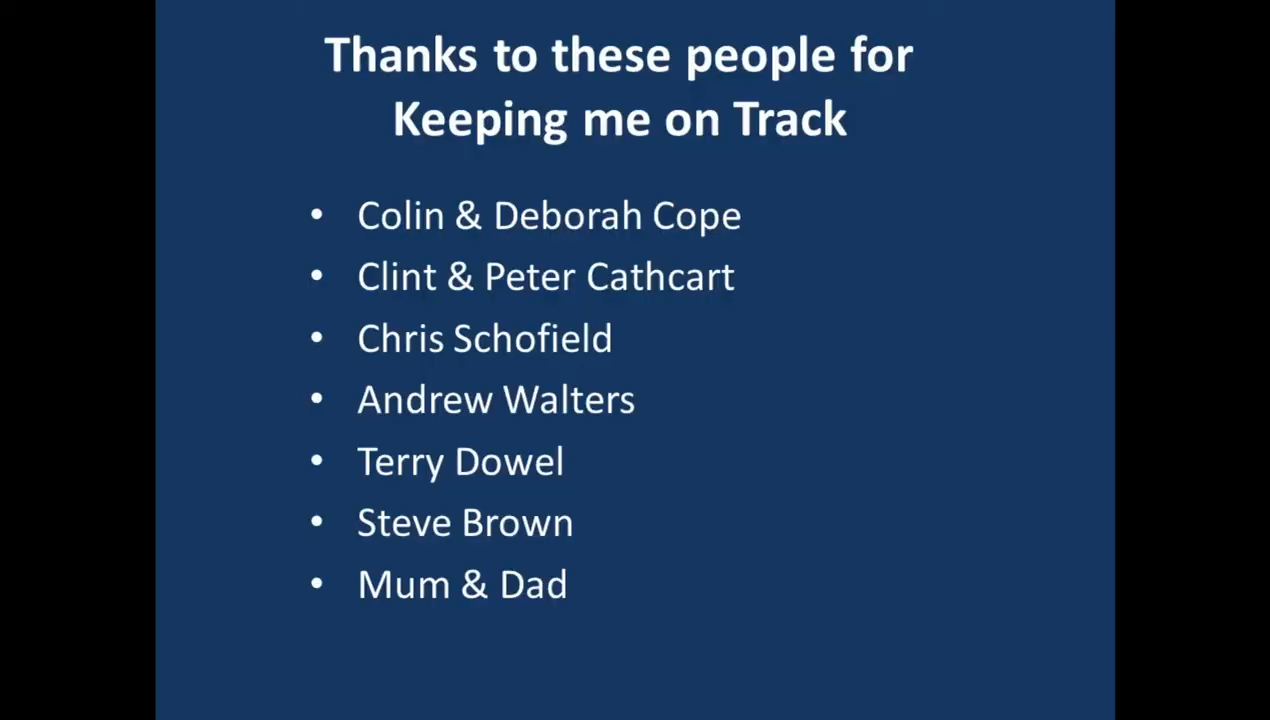 Thanks to these people for
Keeping me on Track
• Colin & Deborah Cope
• Clint & Peter Cathcart
• Chris Schofield
• Andrew Walters
• Terry Dowel
• Steve Brown
• Mum & Dad